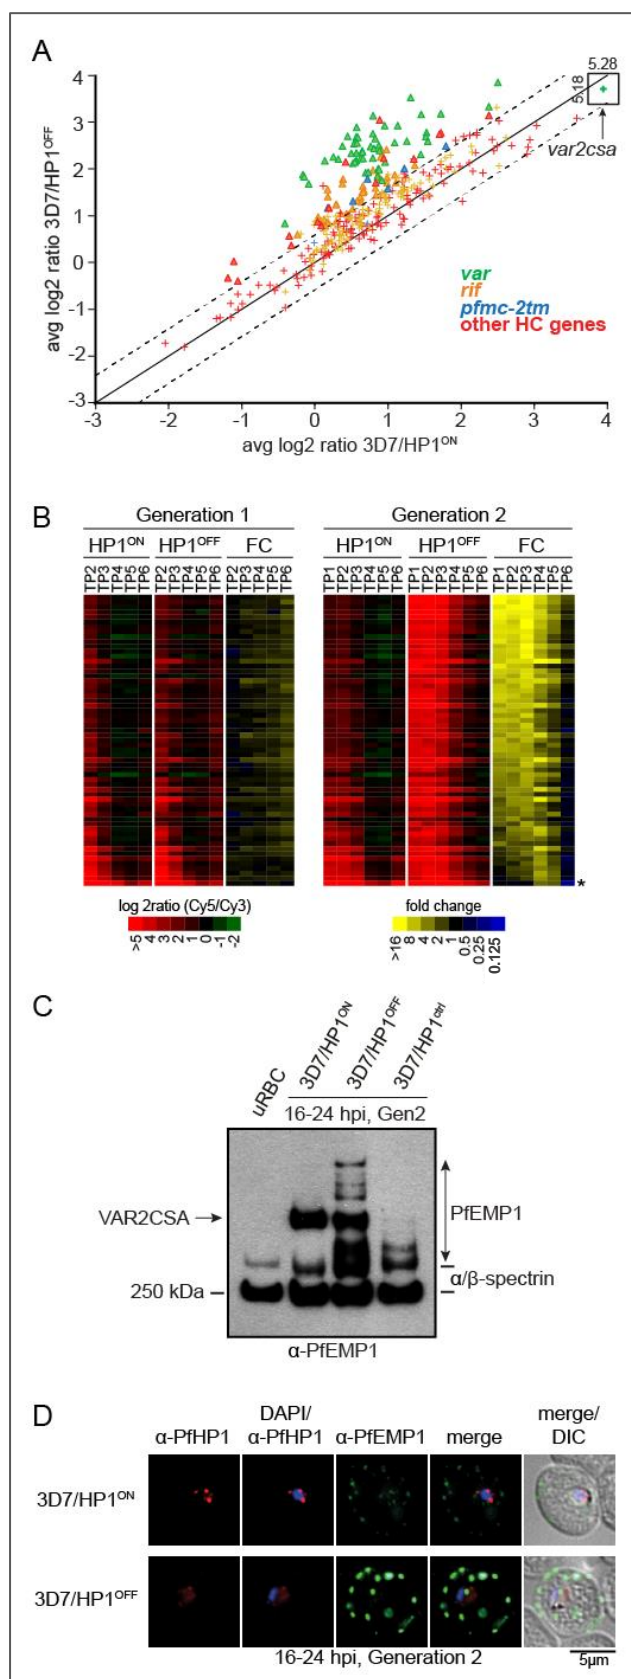 A
5.28
5.18
var2csa
4
3
2
1
0
-1
-2
-3
avg log2 ratio 3D7/HP1OFF
var
rif
pfmc-2tm
other HC genes
-3 -2 -1 0 1 2 3 4
avg log2 ratio 3D7/HP1ON
B
Generation 1 Generation 2
HP1ON HP1OFF FC HP1ON HP1OFF FC
TP2 TP3 TP4 TP5 TP6 TP2 TP3 TP4 TP5 TP6 TP2 TP3 TP4 TP5 TP6 TP1 TP2 TP3 TP4 TP5 TP6 TP1 TP2 TP3 TP4 TP5 TP6 TP1 TP2 TP3 TP4 TP5 TP6
*
log 2ratio (Cy5/Cy3) fold change
>5 4 3 2 1 0 -1 -2 >16 8 4 2 1 0.5 0.25 0.125
C
uRBC 3D7/HP1ON 3D7/HP1OFF 3D7/HP1ctrl
16-24 hpi, Gen2
VAR2CSA
PfEMP1
α/β-spectrin
250 kDa
α-PfEMP1
D
α-PfHP1 DAPI/ α-PfHP1 α-PfEMP1 merge merge/ DIC
3D7/HP1ON
3D7/HP1OFF
16-24 hpi, Generation 2
5µm